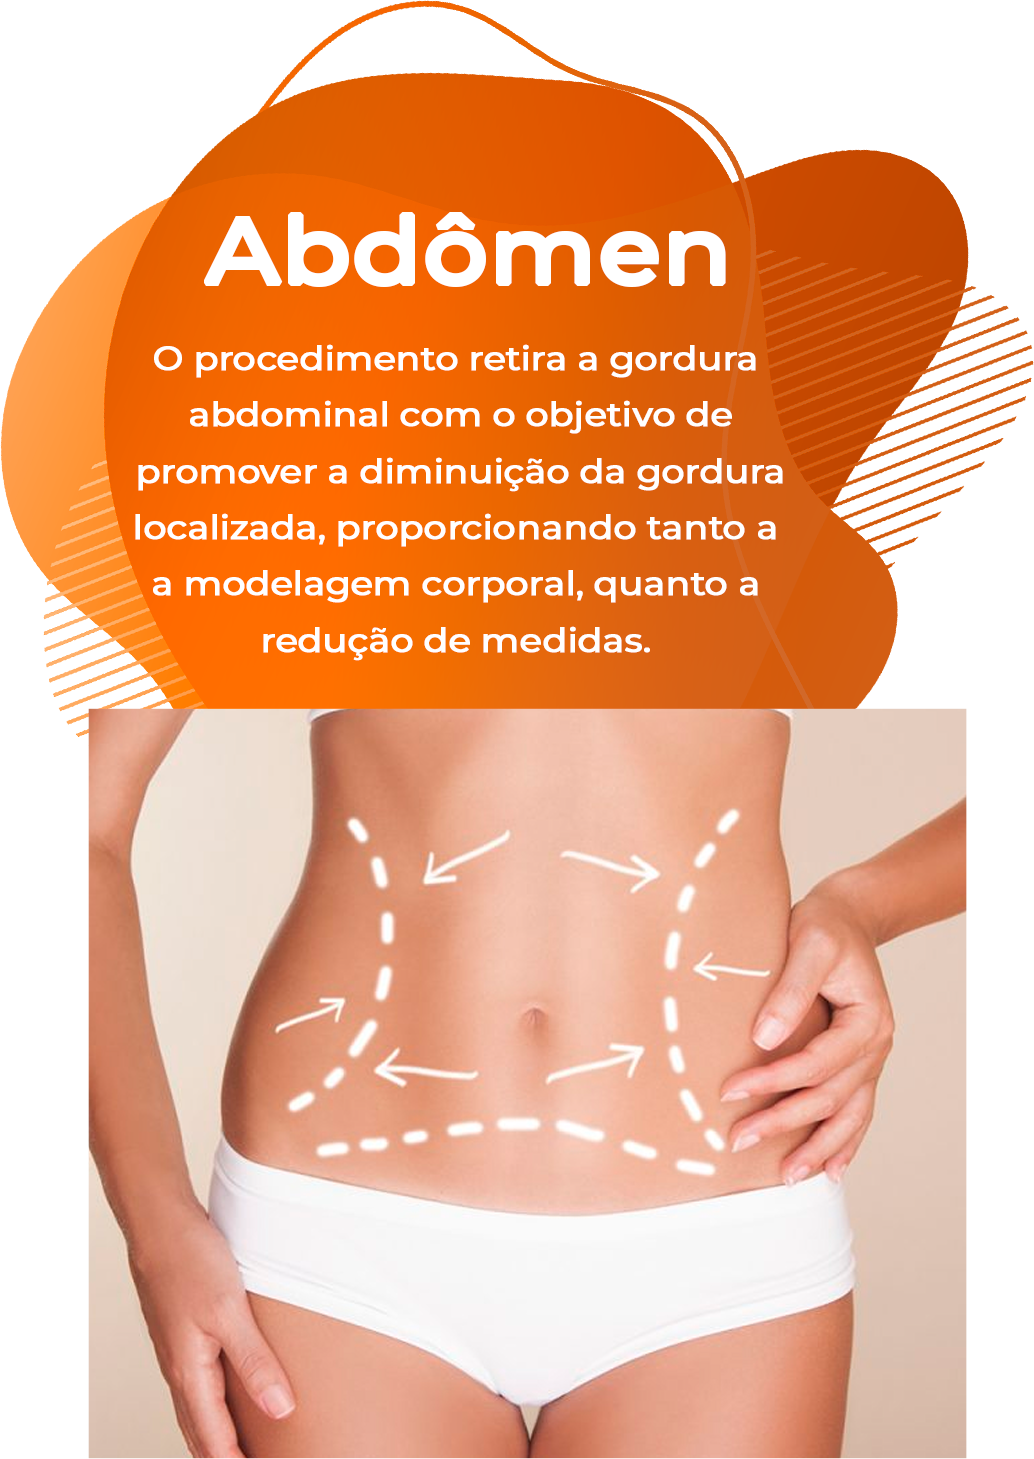 Abdômen
O procedimento retira a gordura
abdominal com o objetivo de
promover a diminuição da gordura
localizada, proporcionando tanto a
a modelagem corporal, quanto a
redução de medidas.